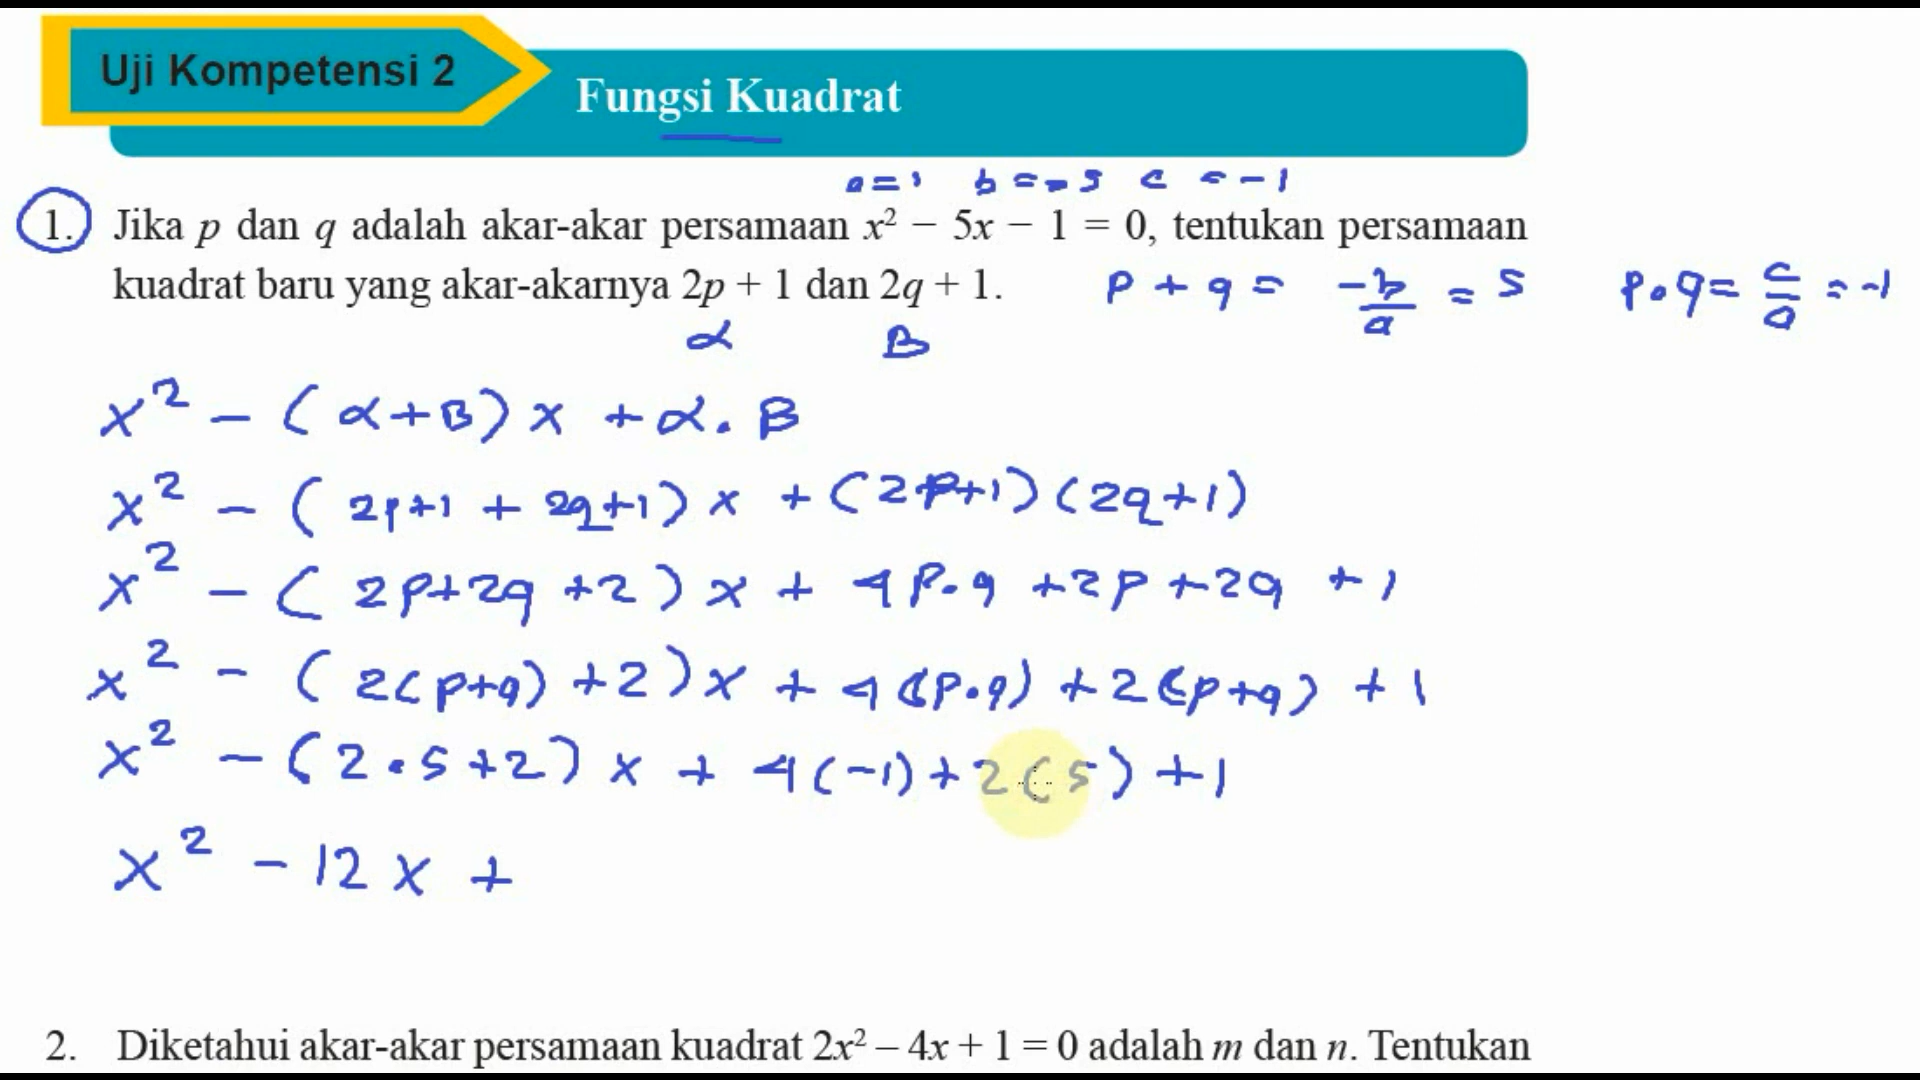 Uji Kompetensi 2
Fungsi Kuadrat
a = 1 b = -5 c = -1
1. Jika p dan q adalah akar-akar persamaan x² – 5x – 1 = 0, tentukan persamaan
kuadrat baru yang akar-akarnya 2p + 1 dan 2q + 1.
p + q = -b/a = 5 p.q = c/a = -1
α B
x² - (α+B)x + α.B
x² - (2p+1 + 2q+1)x + (2p+1)(2q+1)
x² - (2p+2q+2)x + 4p.q +2p +2q +1
x² - (2(p+q)+2)x + 4(p.q) +2(p+q) +1
x² - (2.5+2)x + 4(-1)+2(5)+1
x² - 12x +
2. Diketahui akar-akar persamaan kuadrat 2x² – 4x + 1 = 0 adalah m dan n. Tentukan